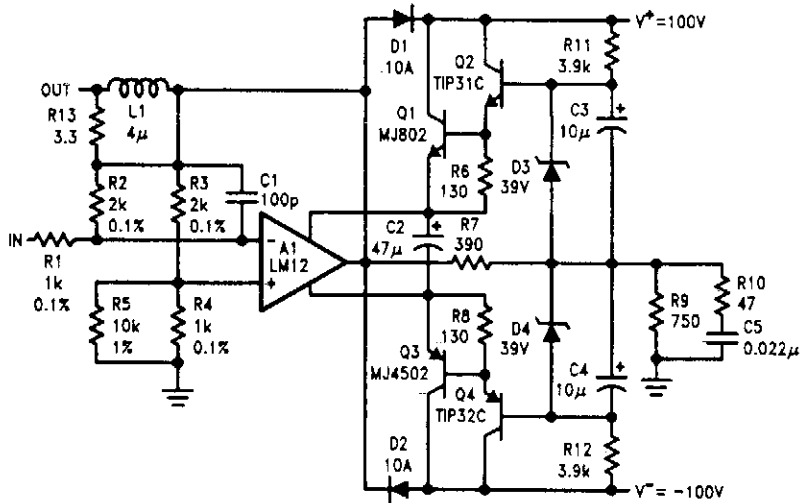 V⁺=100V
D1
10A
Q2
TIP31C
R11
3.9k
OUT
L1
4μ
R13
3.3
Q1
MJ802
C3
10μ
R2
2k
0.1%
R3
2k
0.1%
C1
100p
R6
130
D3
39V
IN
R1
1k
0.1%
A1
LM12
C2
47μ
R7
390
R5
10k
1%
R4
1k
0.1%
R8
130
D4
39V
R9
750
R10
47
C5
0.022μ
Q3
MJ4502
Q4
TIP32C
C4
10μ
D2
10A
R12
3.9k
V⁻= -100V